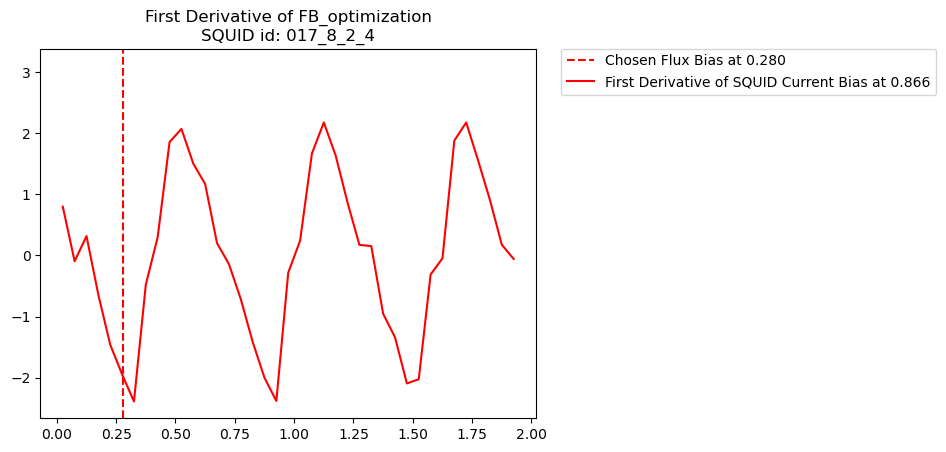 First Derivative of FB_optimization
SQUID id: 017_8_2_4
Chosen Flux Bias at 0.280
First Derivative of SQUID Current Bias at 0.866
3
2
1
0
−1
−2
0.00 0.25 0.50 0.75 1.00 1.25 1.50 1.75 2.00